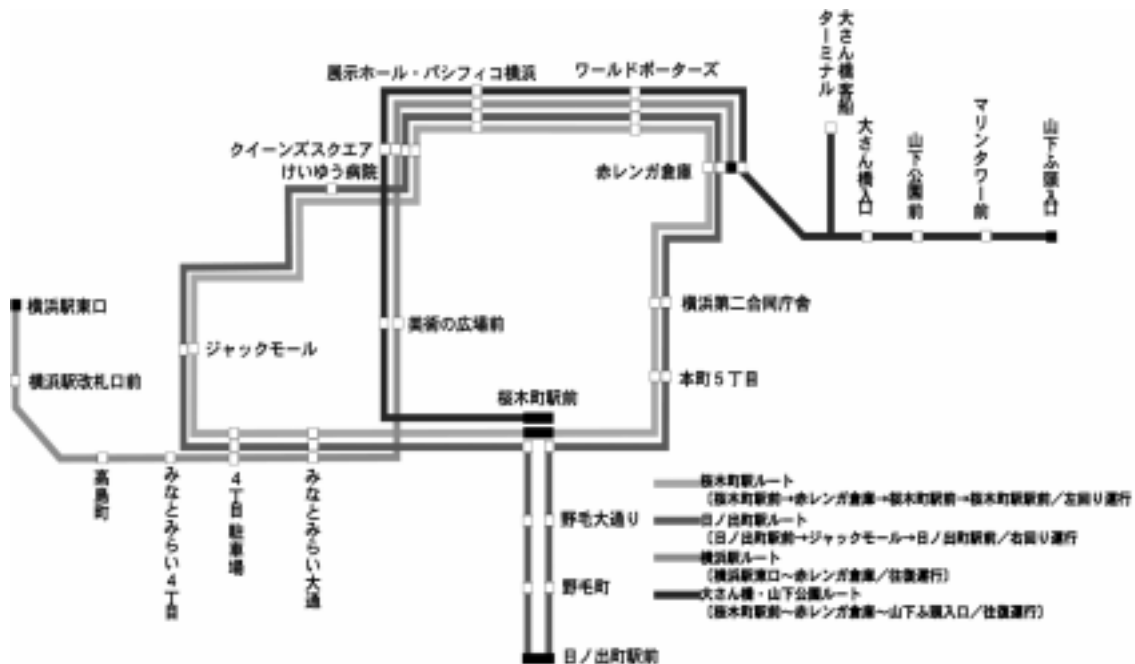 大さん橋客船
ターミナル
展示ホール・パシフィコ横浜
ワールドポーターズ
大さん橋入口
山下公園前
マリンタワー前
山下ふ頭入口
クイーンズスクエア
けいゆう病院
赤レンガ倉庫
横浜駅東口
横浜第二合同庁舎
美術の広場前
ジャックモール
横浜駅改札口前
本町5丁目
桜木町駅前
高島町
みなとみらい4丁目
4丁目駐車場
みなとみらい大通
野毛大通り
野毛町
日ノ出町駅前
桜木町駅ルート
(桜木町駅前→赤レンガ倉庫→桜木町駅前→桜木町駅駅前/左回り運行
日ノ出町駅ルート
(日ノ出町駅前→ジャックモール→日ノ出町駅前/右回り運行
横浜駅ルート
(横浜駅東口~赤レンガ倉庫/往復運行)
大さん橋・山下公園ルート
(桜木町駅前~赤レンガ倉庫~山下ふ頭入口/往復運行)